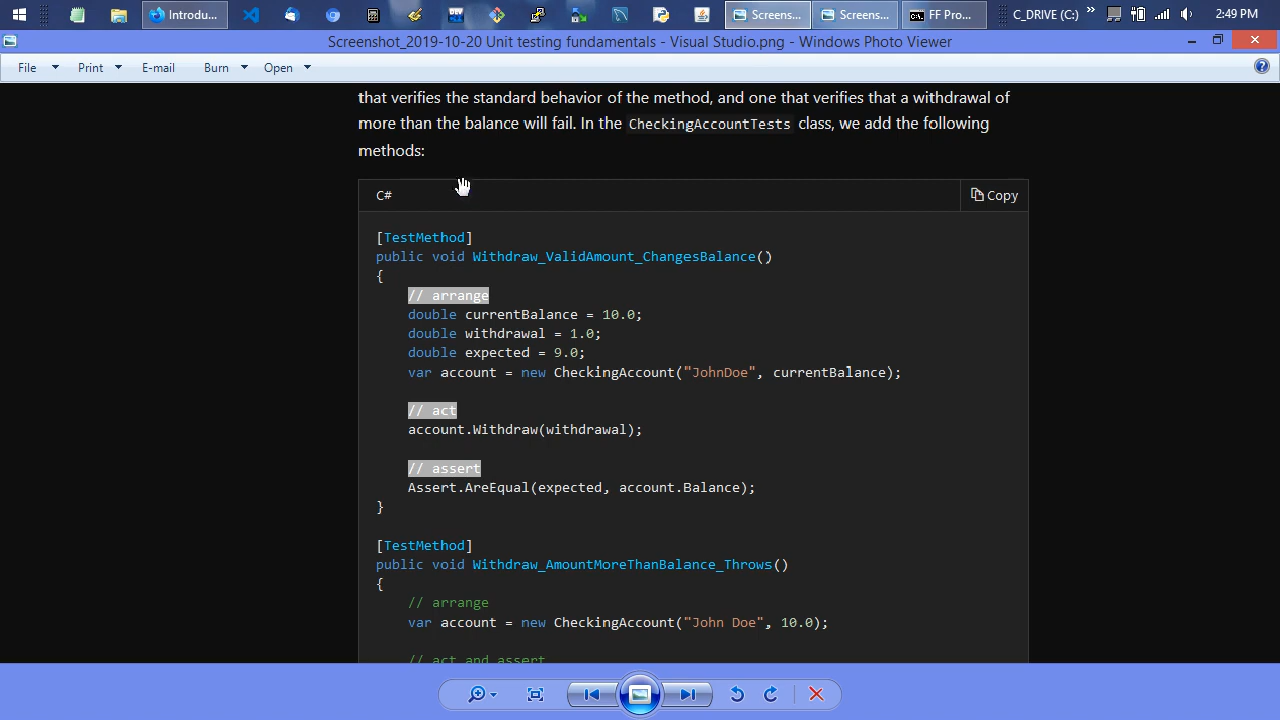 Introdu...
Screens...
Screens...
FF Pro...
C_DRIVE (C:)
»
2:49 PM
Screenshot_2019-10-20 Unit testing fundamentals - Visual Studio.png - Windows Photo Viewer
File Print E-mail Burn Open
that verifies the standard behavior of the method, and one that verifies that a withdrawal of
more than the balance will fail. In the CheckingAccountTests class, we add the following
methods:
C# Copy
[TestMethod]
public void Withdraw_ValidAmount_ChangesBalance()
{
// arrange
double currentBalance = 10.0;
double withdrawal = 1.0;
double expected = 9.0;
var account = new CheckingAccount("JohnDoe", currentBalance);
// act
account.Withdraw(withdrawal);
// assert
Assert.AreEqual(expected, account.Balance);
}
[TestMethod]
public void Withdraw_AmountMoreThanBalance_Throws()
{
// arrange
var account = new CheckingAccount("John Doe", 10.0);
// act and assert